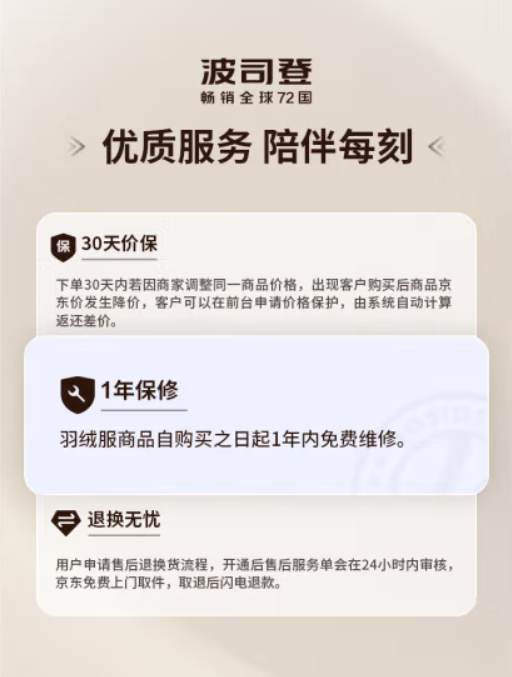 波司登
畅销全球72国
优质服务 陪伴每刻
保 30天价保
下单30天内若因商家调整同一商品价格，出现客户购买后商品京
东价发生降价，客户可以在前台申请价格保护，由系统自动计算
返还差价。
1年保修
羽绒服商品自购买之日起1年内免费维修。
退换无忧
用户申请售后退换货流程，开通后售后服务单会在24小时内审核，
京东免费上门取件，取退后闪电退款。